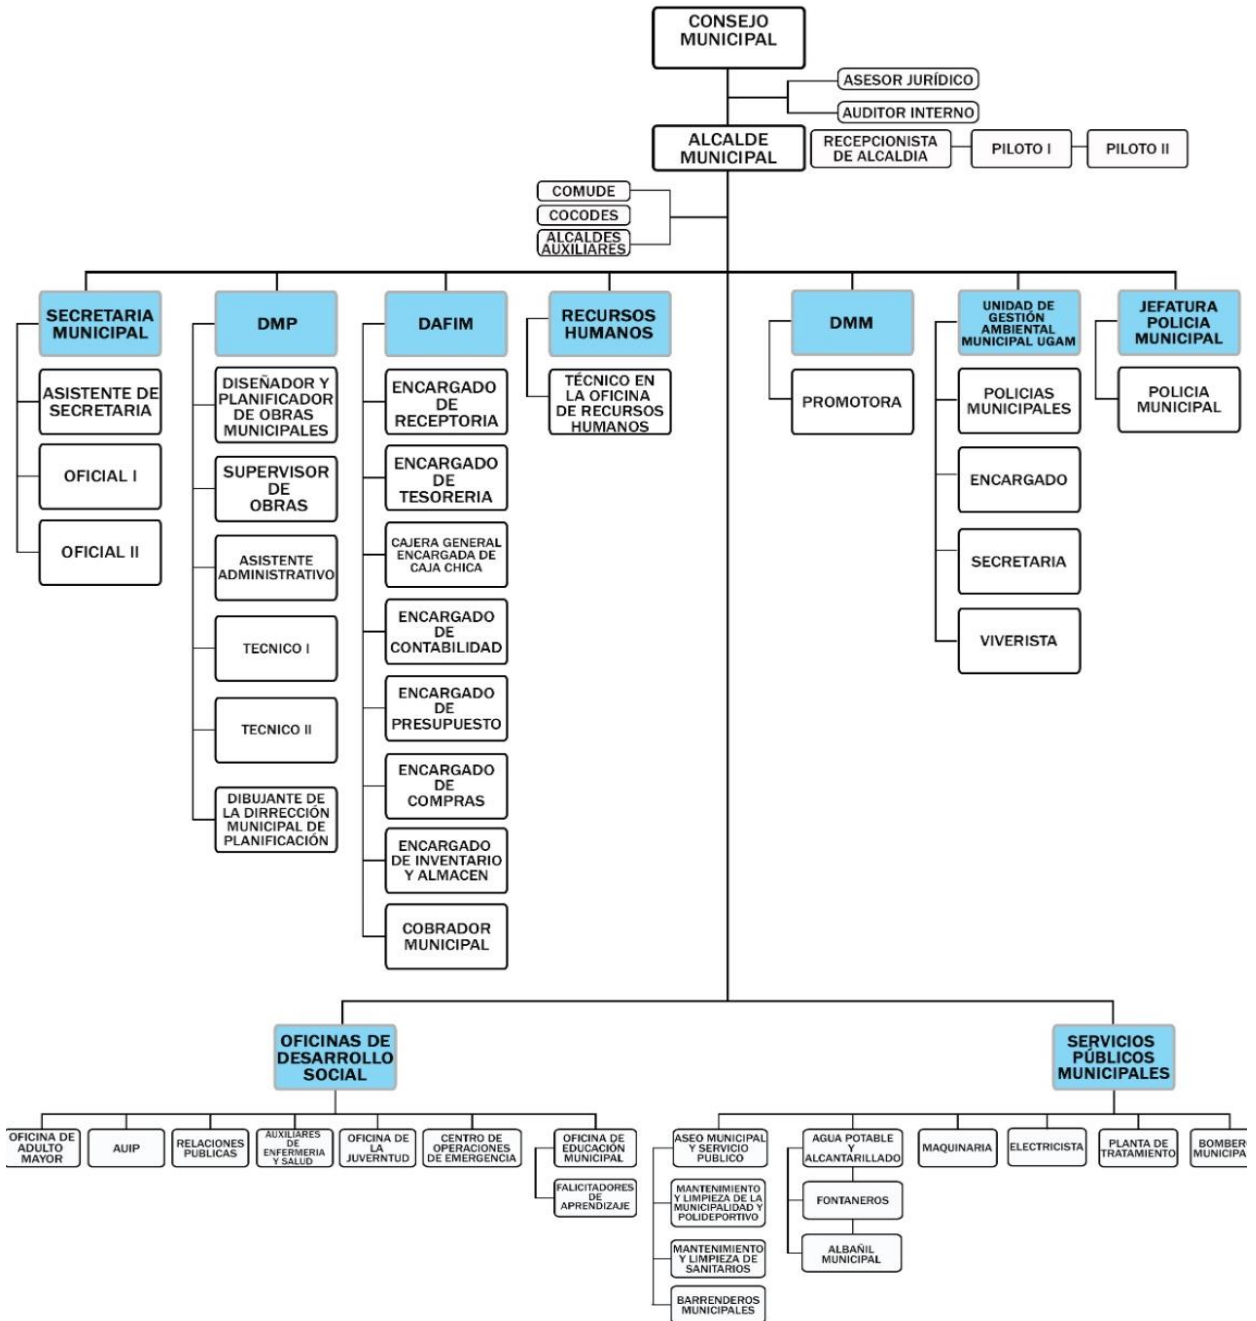 CONSEJO
MUNICIPAL
ASESOR JURÍDICO
AUDITOR INTERNO
ALCALDE
MUNICIPAL
RECEPCIONISTA
DE ALCALDIA
PILOTO I
PILOTO II
COMUDE
COCODES
ALCALDES
AUXILIARES
SECRETARIA
MUNICIPAL
DMP
DAFIM
RECURSOS
HUMANOS
DMM
UNIDAD DE
GESTIÓN
AMBIENTAL
MUNICIPAL UGAM
JEFATURA
POLICIA
MUNICIPAL
ASISTENTE DE
SECRETARIA
OFICIAL I
OFICIAL II
DISEÑADOR Y
PLANIFICADOR
DE OBRAS
MUNICIPALES
SUPERVISOR
DE
OBRAS
ASISTENTE
ADMINISTRATIVO
TECNICO I
TECNICO II
DIBUJANTE DE
LA DIRRECCIÓN
MUNICIPAL DE
PLANIFICACIÓN
ENCARGADO
DE
RECEPTORIA
ENCARGADO
DE
TESORERIA
CAJERA GENERAL
ENCARGADA DE
CAJA CHICA
ENCARGADO
DE
CONTABILIDAD
ENCARGADO
DE
PRESUPUESTO
ENCARGADO
DE
COMPRAS
ENCARGADO
DE INVENTARIO
Y ALMACEN
COBRADOR
MUNICIPAL
TÉCNICO EN
LA OFICINA
DE RECURSOS
HUMANOS
PROMOTORA
POLICIAS
MUNICIPALES
ENCARGADO
SECRETARIA
VIVERISTA
POLICIA
MUNICIPAL
OFICINAS DE
DESARROLLO
SOCIAL
SERVICIOS
PÚBLICOS
MUNICIPALES
OFICINA DE
ADULTO
MAYOR
AUIP
RELACIONES
PUBLICAS
AUXILIARES
DE
ENFERMERIA
Y SALUD
OFICINA DE
LA
JUVERNTUD
CENTRO DE
OPERACIONES
DE EMERGENCIA
OFICINA DE
EDUCACIÓN
MUNICIPAL
FALICITADORES
DE
APRENDIZAJE
ASEO MUNICIPAL
Y SERVICIO
PUBLICO
MANTENIMIENTO
Y LIMPIEZA DE LA
MUNICIPALIDAD Y
POLIDEPORTIVO
MANTENIMIENTO
Y LIMPIEZA DE
SANITARIOS
BARRENDEROS
MUNICIPALES
AGUA POTABLE
Y
ALCANTARILLADO
FONTANEROS
ALBAÑIL
MUNICIPAL
MAQUINARIA
ELECTRICISTA
PLANTA DE
TRATAMIENTO
BOMBERO
MUNICIPAL